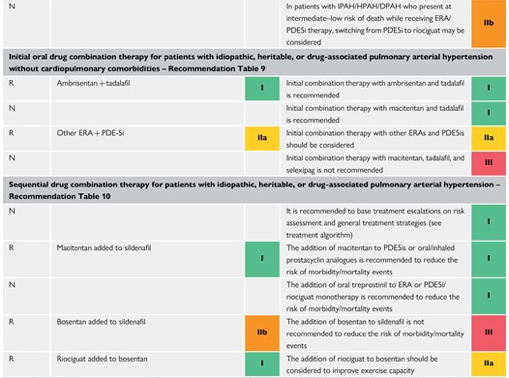 N
In patients with IPAH/HPAH/DPAH who present at
intermediate–low risk of death while receiving ERA/
PDE5i therapy, switching from PDE5i to riociguat may be
considered
IIb
Initial oral drug combination therapy for patients with idiopathic, heritable, or drug-associated pulmonary arterial hypertension
without cardiopulmonary comorbidities – Recommendation Table 9
R
Ambrisentan + tadalafil
I
Initial combination therapy with ambrisentan and tadalafil
is recommended
I
N
Initial combination therapy with macitentan and tadalafil
is recommended
I
R
Other ERA + PDE-5i
IIa
Initial combination therapy with other ERAs and PDE5is
should be considered
IIa
N
Initial combination therapy with macitentan, tadalafil, and
selexipag is not recommended
III
Sequential drug combination therapy for patients with idiopathic, heritable, or drug-associated pulmonary arterial hypertension –
Recommendation Table 10
N
It is recommended to base treatment escalations on risk
assessment and general treatment strategies (see
treatment algorithm)
I
R
Macitentan added to sildenafil
I
The addition of macitentan to PDE5is or oral/inhaled
prostacyclin analogues is recommended to reduce the
risk of morbidity/mortality events
I
N
The addition of oral treprostinil to ERA or PDE5i/
riociguat monotherapy is recommended to reduce the
risk of morbidity/mortality events
I
R
Bosentan added to sildenafil
IIb
The addition of bosentan to sildenafil is not
recommended to reduce the risk of morbidity/mortality
events
III
R
Riociguat added to bosentan
I
The addition of riociguat to bosentan should be
considered to improve exercise capacity
IIa